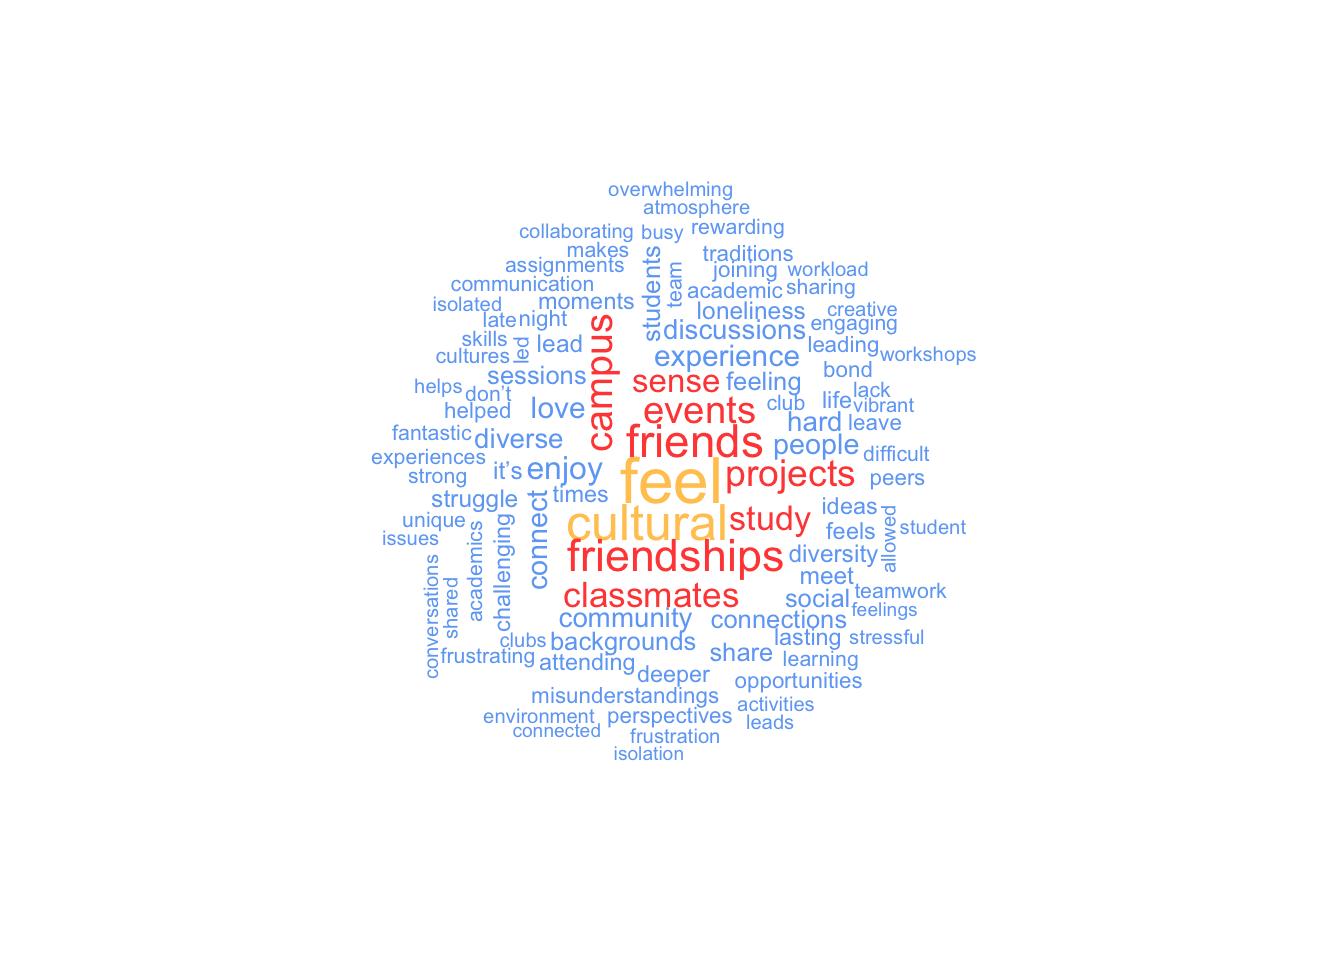 overwhelming
atmosphere
collaborating
busy
rewarding
makes
traditions
assignments
students
team
joining
workload
communication
academic
sharing
isolated
moments
loneliness
creative
late
night
campus
discussions
engaging
skills
led
lead
experience
leading
workshops
cultures
sessions
sense
feeling
bond
helps
don't
love
events
club
life
lack
vibrant
helped
hard
leave
fantastic
diverse
friends
people
difficult
experiences
strong
it's
enjoy
feel
projects
peers
struggle
times
connect
cultural
study
ideas
unique
issues
academics
challenging
friendships
feels
allowed
student
diversity
conversations
shared
classmates
meet
social
teamwork
feelings
community
connections
clubs
backgrounds
lasting
stressful
frustrating
attending
share
learning
deeper
opportunities
misunderstandings
activities
environment
perspectives
leads
connected
frustration
isolation